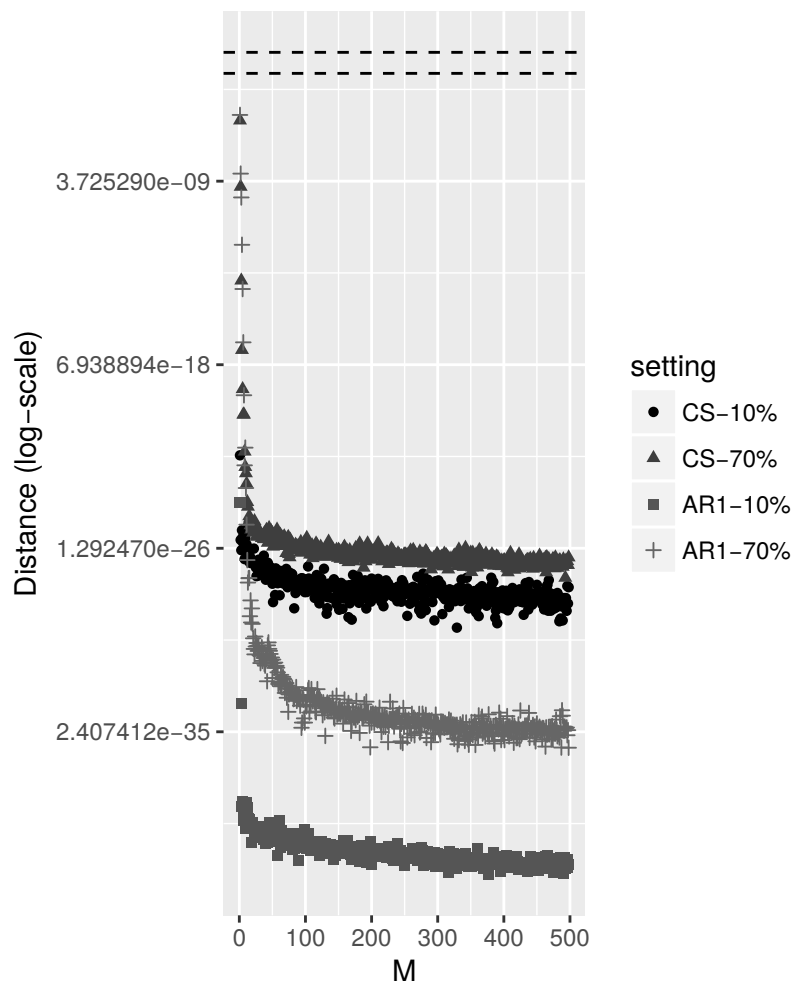 Distance (log−scale)
3.725290e−09
6.938894e−18
1.292470e−26
2.407412e−35
0 100 200 300 400 500
M
setting
CS−10%
CS−70%
AR1−10%
AR1−70%